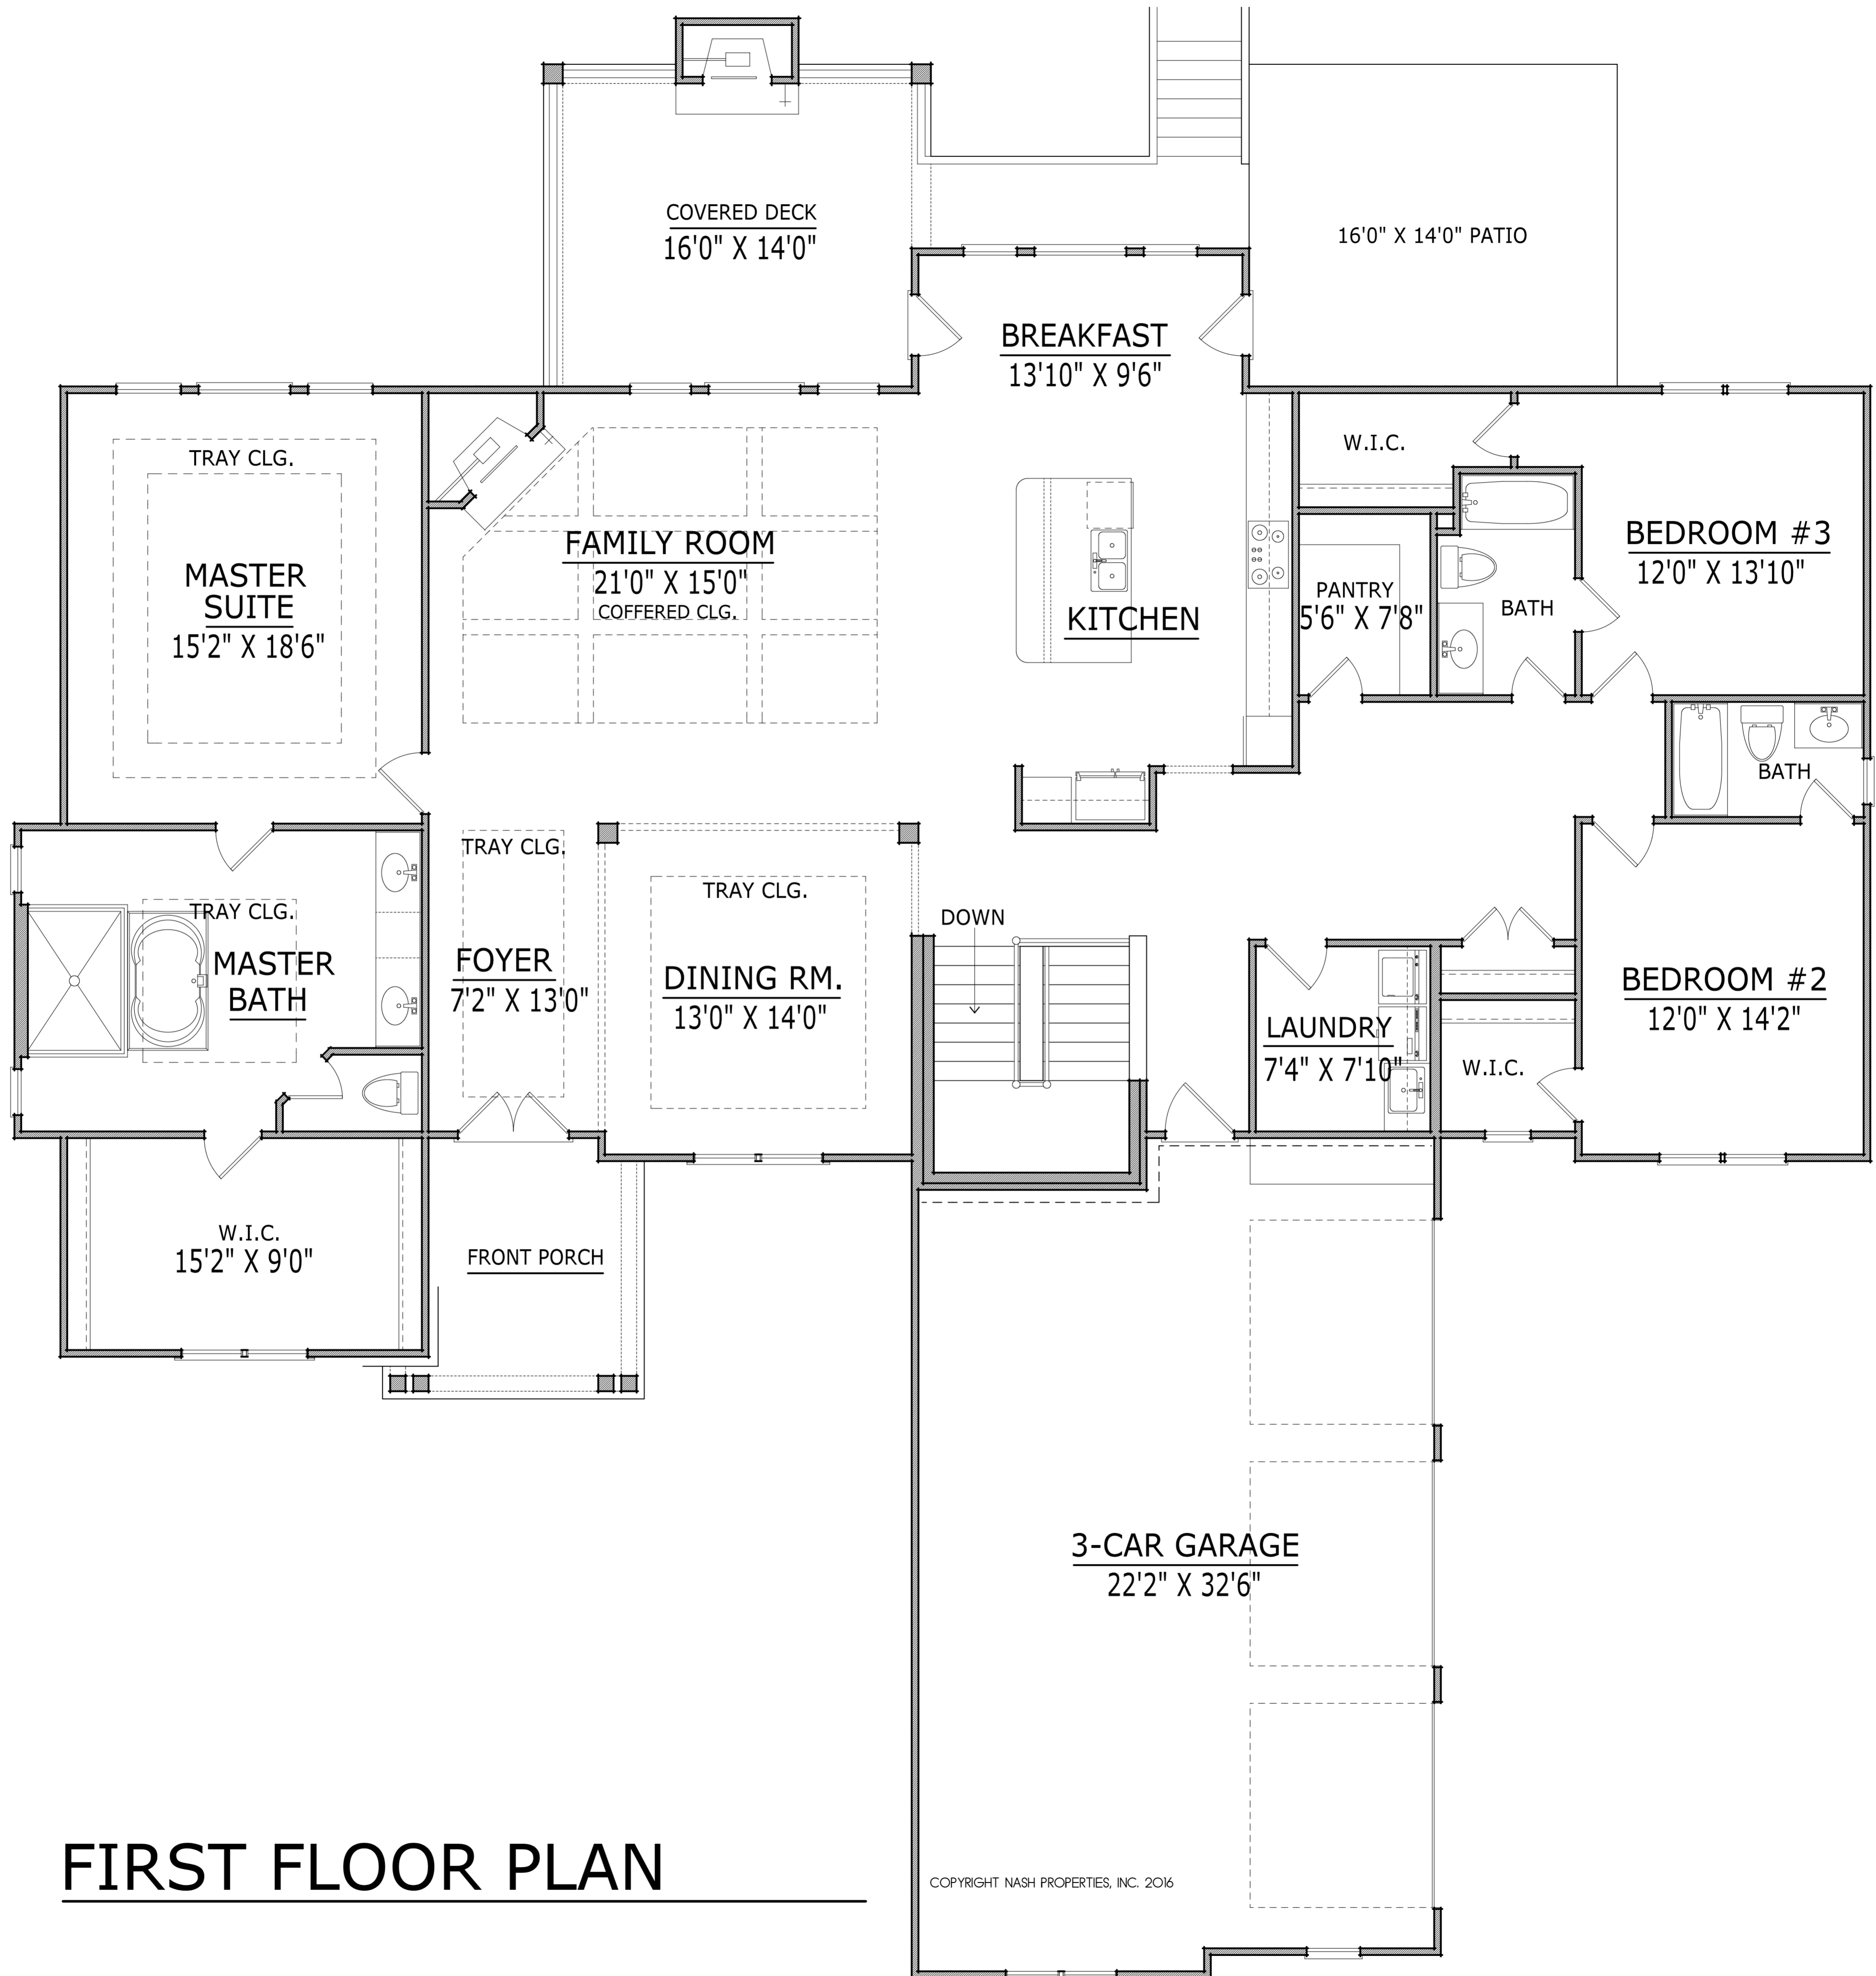 COVERED DECK
16'0" X 14'0"
16'0" X 14'0" PATIO
BREAKFAST
13'10" X 9'6"
TRAY CLG.
MASTER
SUITE
15'2" X 18'6"
FAMILY ROOM
21'0" X 15'0"
COFFERED CLG.
KITCHEN
W.I.C.
PANTRY
5'6" X 7'8"
BATH
BEDROOM #3
12'0" X 13'10"
BATH
TRAY CLG.
MASTER
BATH
TRAY CLG.
FOYER
7'2" X 13'0"
TRAY CLG.
DINING RM.
13'0" X 14'0"
DOWN
LAUNDRY
7'4" X 7'10"
W.I.C.
BEDROOM #2
12'0" X 14'2"
W.I.C.
15'2" X 9'0"
FRONT PORCH
3-CAR GARAGE
22'2" X 32'6"
FIRST FLOOR PLAN
COPYRIGHT NASH PROPERTIES, INC. 2016